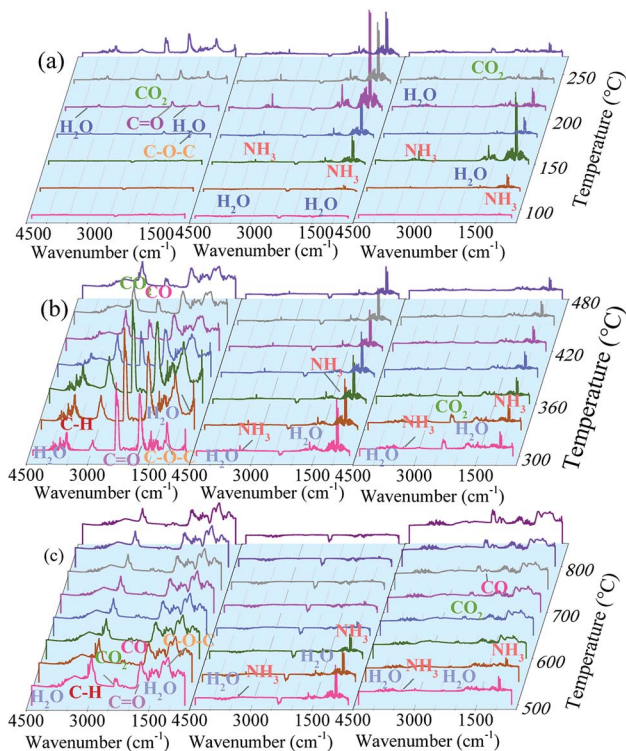 (a)
CO2
H2O
C=O
H2O
C-O-C
NH3
NH3
H2O
H2O
CO2
H2O
NH3
H2O
NH3
250
200
150
100
Temperature (°C)
4500 3000 1500 4500 3000 1500 4500 3000 1500
Wavenumber (cm-1) Wavenumber (cm-1) Wavenumber (cm-1)
(b)
CO2
CO
C-H
H2O
H2O
C=O
C-O-C
NH3
NH3
H2O
H2O
CO2
NH3
NH3
H2O
H2O
480
420
360
300
Temperature (°C)
4500 3000 1500 4500 3000 1500 4500 3000 1500
Wavenumber (cm-1) Wavenumber (cm-1) Wavenumber (cm-1)
(c)
CO
C-O-C
CO2
H2O
C-H
H2O
C=O
NH3
H2O
NH3
H2O
CO
CO2
NH3
NH3
H2O
H2O
800
700
600
500
Temperature (°C)
4500 3000 1500 4500 3000 1500 4500 3000 1500
Wavenumber (cm-1) Wavenumber (cm-1) Wavenumber (cm-1)